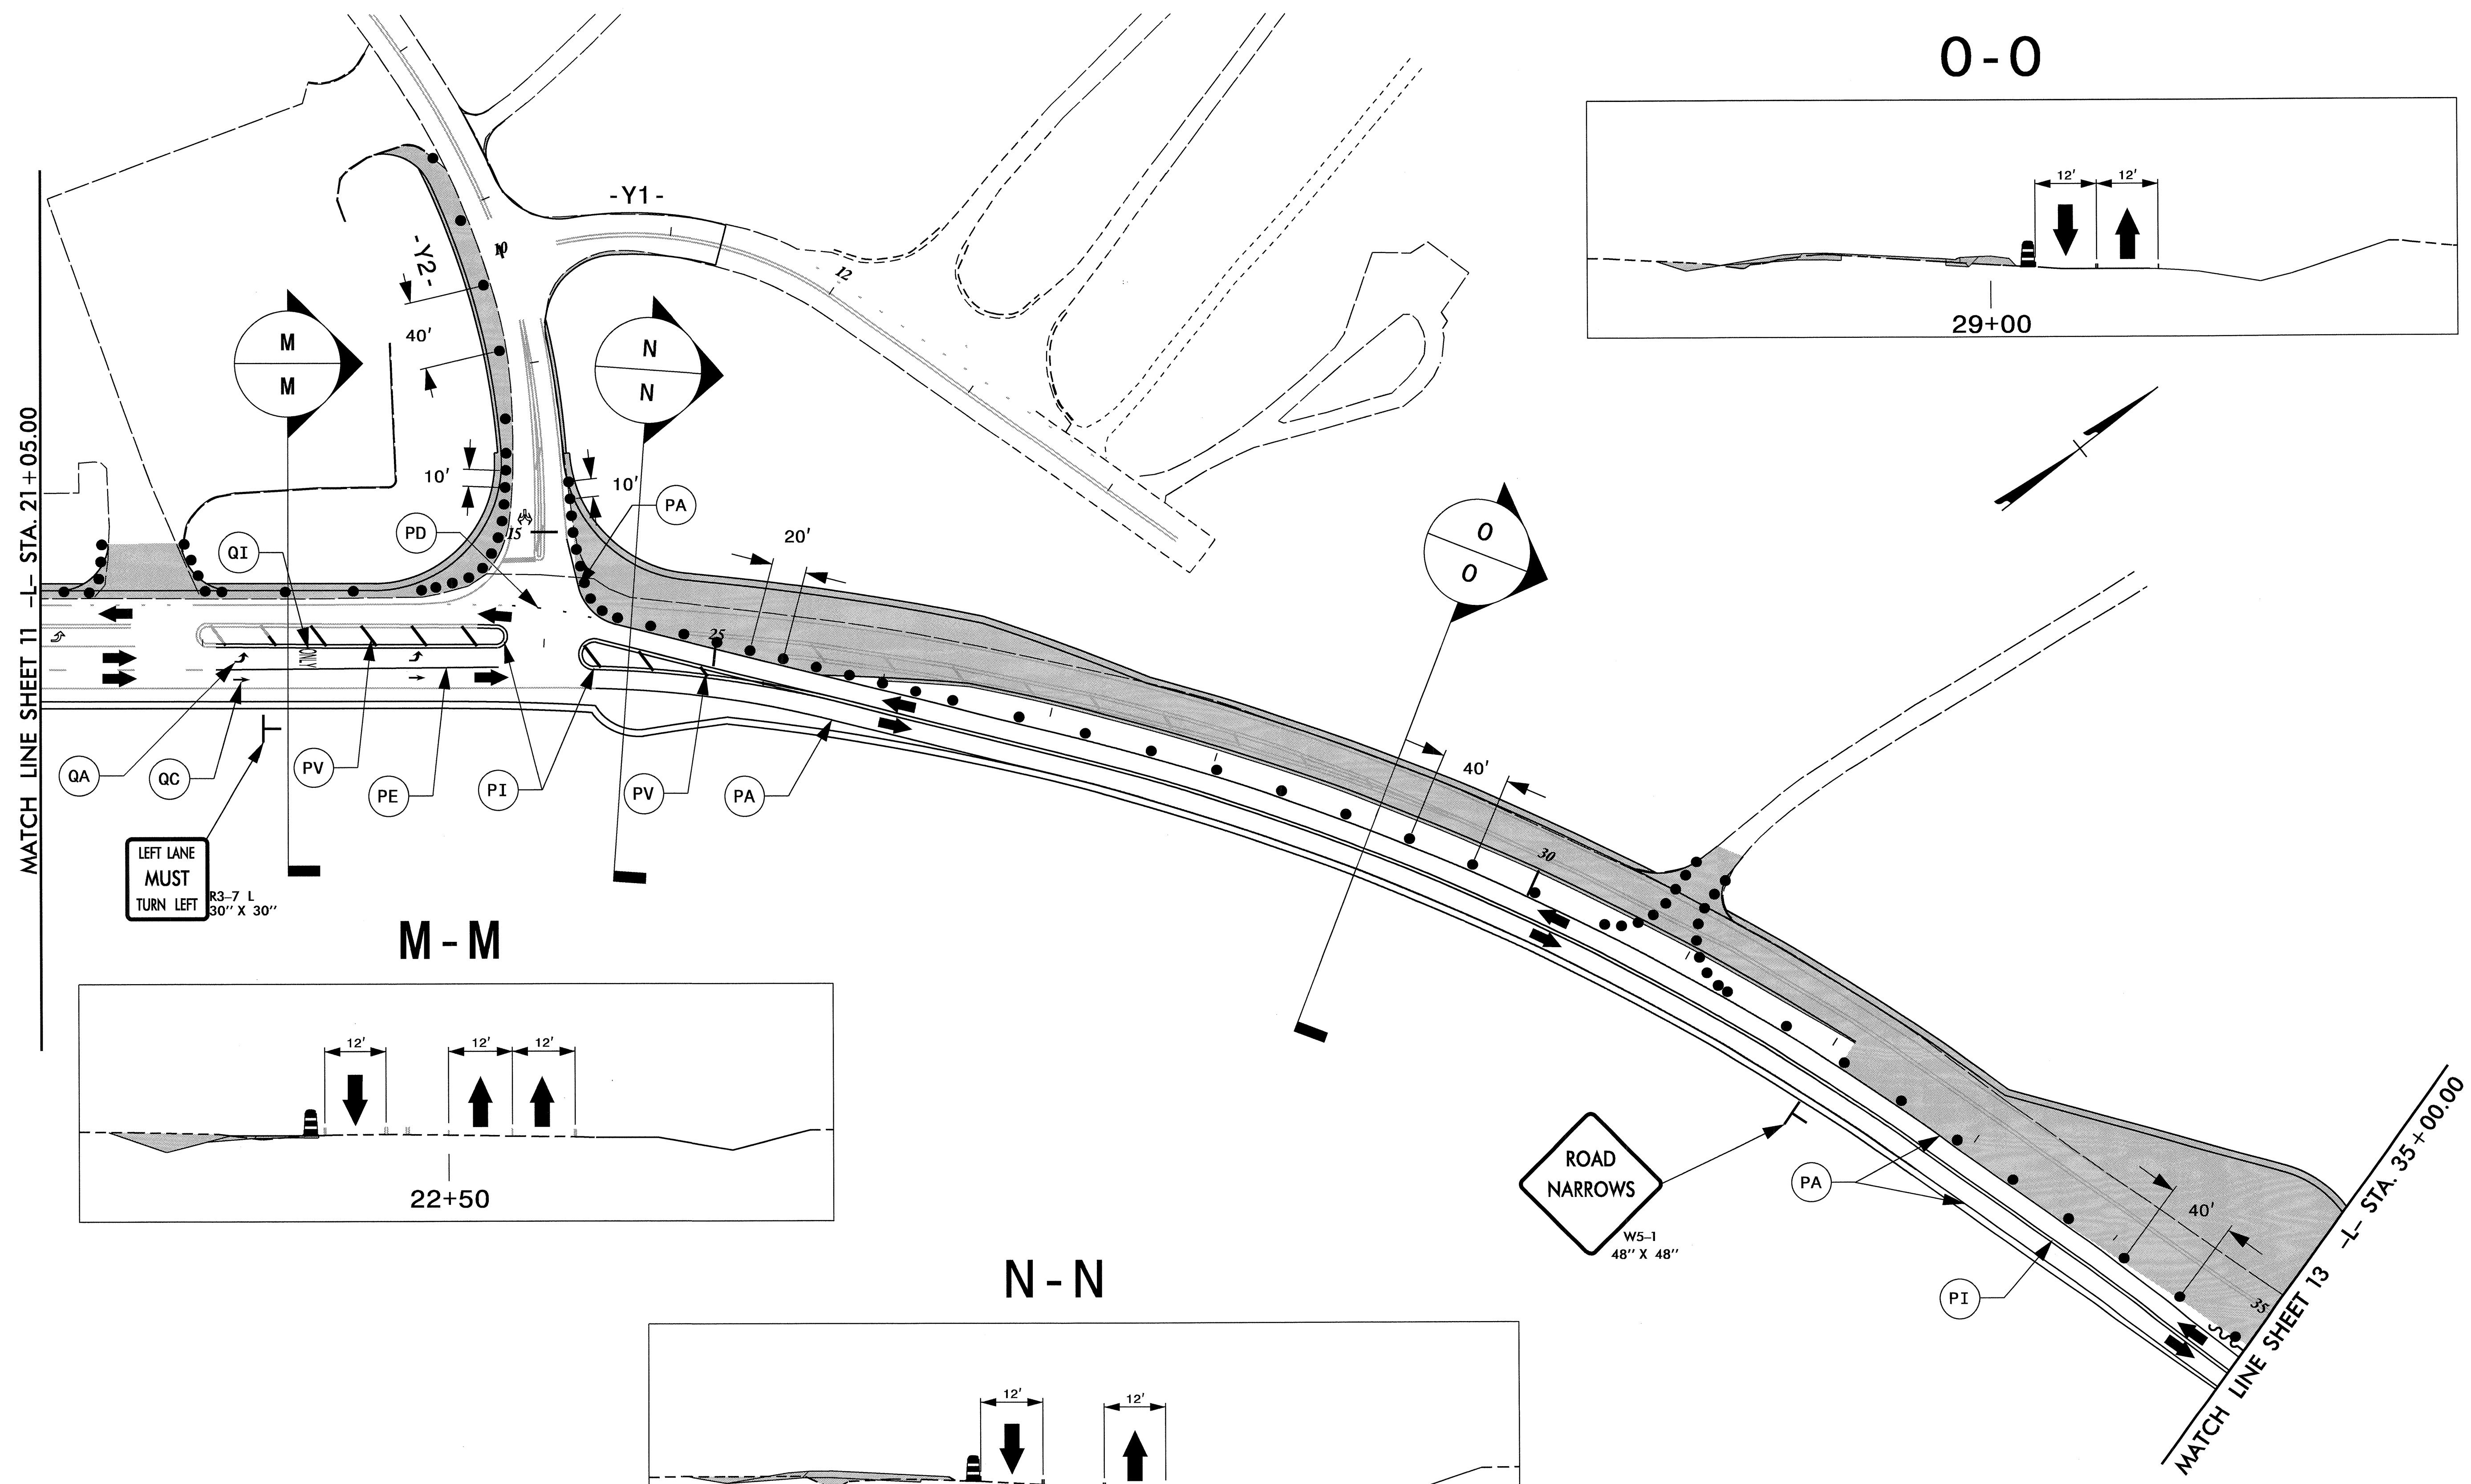 O-O
12' 12'
29+00
-Y1-
-Y2-
10
12
40'
M
M
N
N
10'
10'
PA
PD
15
QI
20'
O
O
MATCH LINE SHEET 11 -L- STA. 21+05.00
25
ONLY
QA
QC
PV
PE
PI
PV
PA
40'
30
LEFT LANE
MUST
TURN LEFT
R3-7 L
30" X 30"
M-M
12' 12' 12'
22+50
ROAD
NARROWS
W5-1
48" X 48"
PA
PI
40'
35
MATCH LINE SHEET 13 -L- STA. 35+00.00
N-N
12' 12'